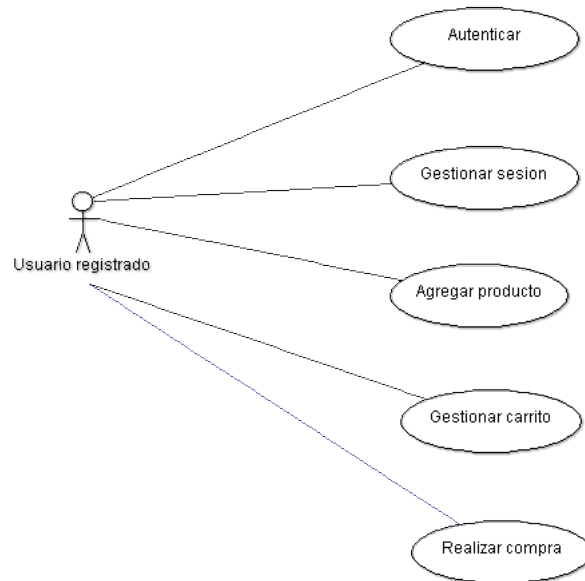 Autenticar
Gestionar sesion
Usuario registrado
Agregar producto
Gestionar carrito
Realizar compra